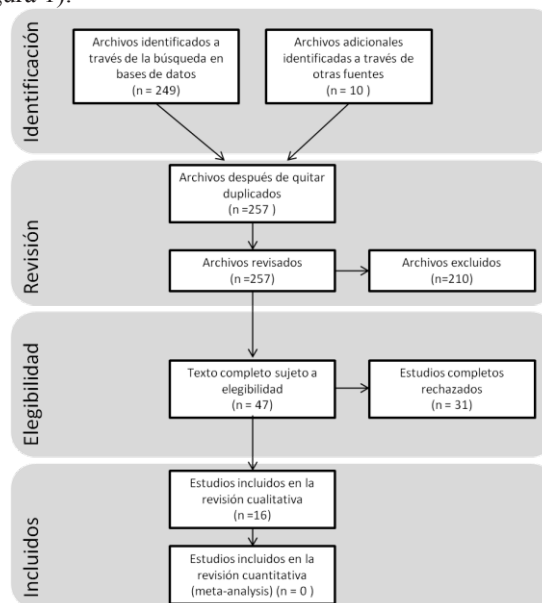 gura 1).
Identificación
Archivos identificados a
través de la búsqueda en
bases de datos
(n = 249)
Archivos adicionales
identificadas a través de
otras fuentes
(n = 10 )
Revisión
Archivos después de quitar
duplicados
(n =257 )
Archivos revisados
(n =257)
Archivos excluidos
(n=210)
Elegibilidad
Texto completo sujeto a
elegibilidad
(n = 47)
Estudios completos
rechazados
(n = 31)
Incluidos
Estudios incluidos en la
revisión cualitativa
(n =16)
Estudios incluidos en la
revisión cuantitativa
(meta-analysis) (n = 0 )